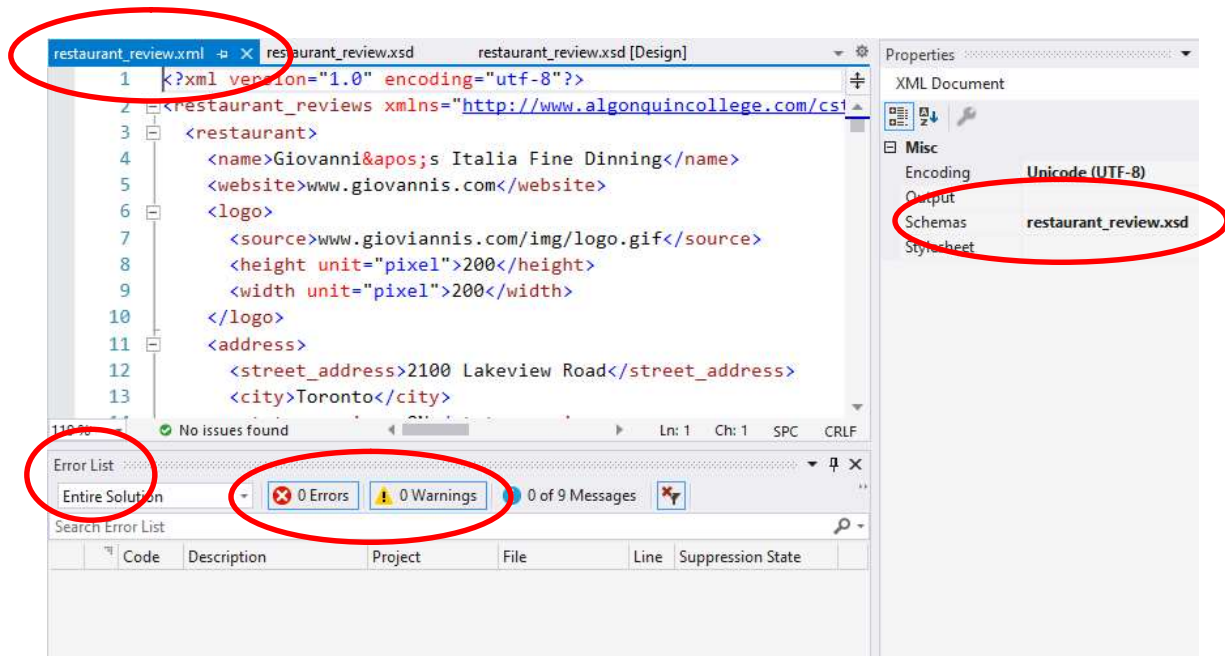 restaurant_review.xml restaurant_review.xsd restaurant_review.xsd [Design]
1 <?xml version="1.0" encoding="utf-8"?>
2 <restaurant_reviews xmlns="http://www.algonquincollege.com/cst
3 <restaurant>
4 <name>Giovanni&apos;s Italia Fine Dinning</name>
5 <website>www.giovannis.com</website>
6 <logo>
7 <source>www.gioviannis.com/img/logo.gif</source>
8 <height unit="pixel">200</height>
9 <width unit="pixel">200</width>
10 </logo>
11 <address>
12 <street_address>2100 Lakeview Road</street_address>
13 <city>Toronto</city>
No issues found Ln: 1 Ch: 1 SPC CRLF
Error List
Entire Solution 0 Errors 0 Warnings 0 of 9 Messages
Search Error List
Code Description Project File Line Suppression State
Properties
XML Document
Misc
Encoding Unicode (UTF-8)
Output
Schemas restaurant_review.xsd
Stylesheet